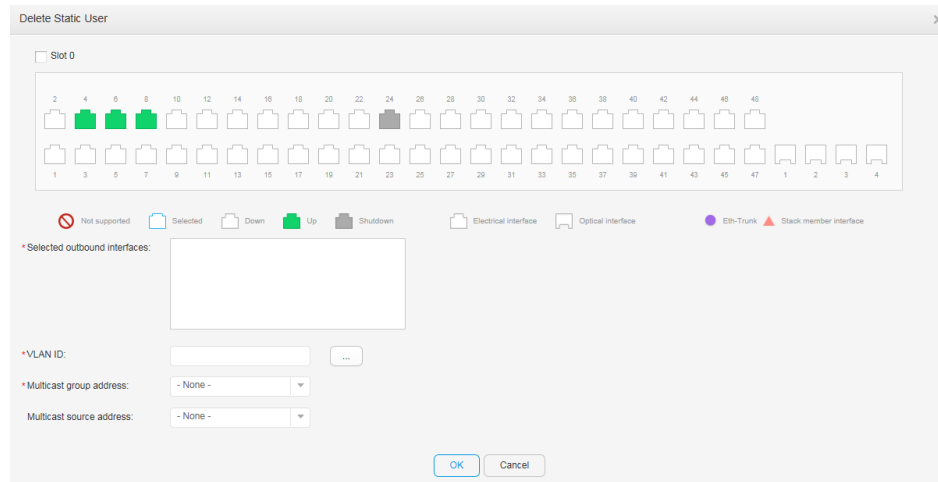 Delete Static User
Slot 0
2 4 6 8 10 12 14 16 18 20 22 24 26 28 30 32 34 36 38 40 42 44 46 48
1 3 5 7 9 11 13 15 17 19 21 23 25 27 29 31 33 35 37 39 41 43 45 47 1 2 3 4
Not supported Selected Down Up Shutdown Electrical interface Optical interface Eth-Trunk Stack member interface
*Selected outbound interfaces:
*VLAN ID: ...
*Multicast group address: - None -
Multicast source address: - None -
OK Cancel